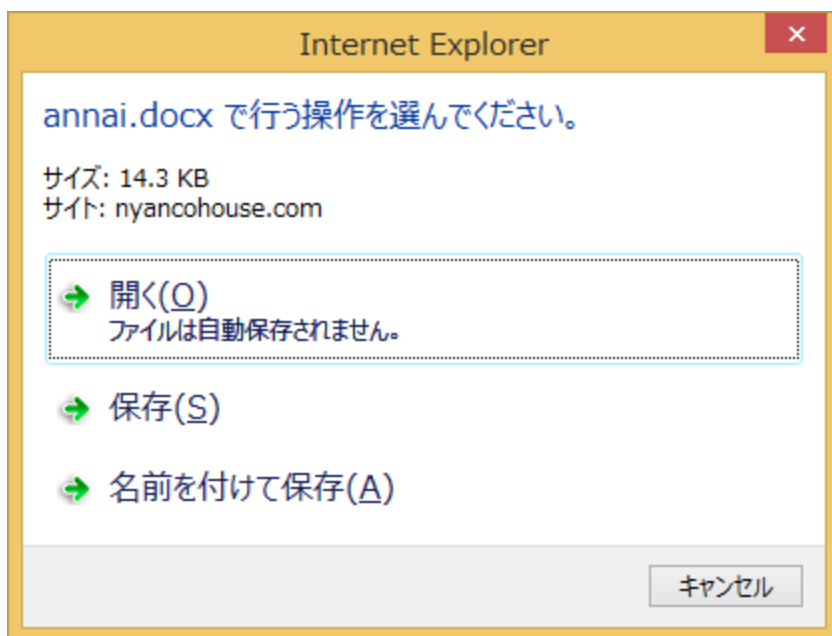 Internet Explorer
annai.docx で行う操作を選んでください。
サイズ: 14.3 KB
サイト: nyancohouse.com
開く(O)
ファイルは自動保存されません。
保存(S)
名前を付けて保存(A)
キャンセル